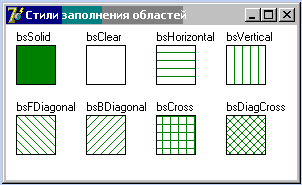 Стили заполнения областей
bsSolid bsClear bsHorizontal bsVertical
bsFDiagonal bsBDiagonal bsCross bsDiagCross